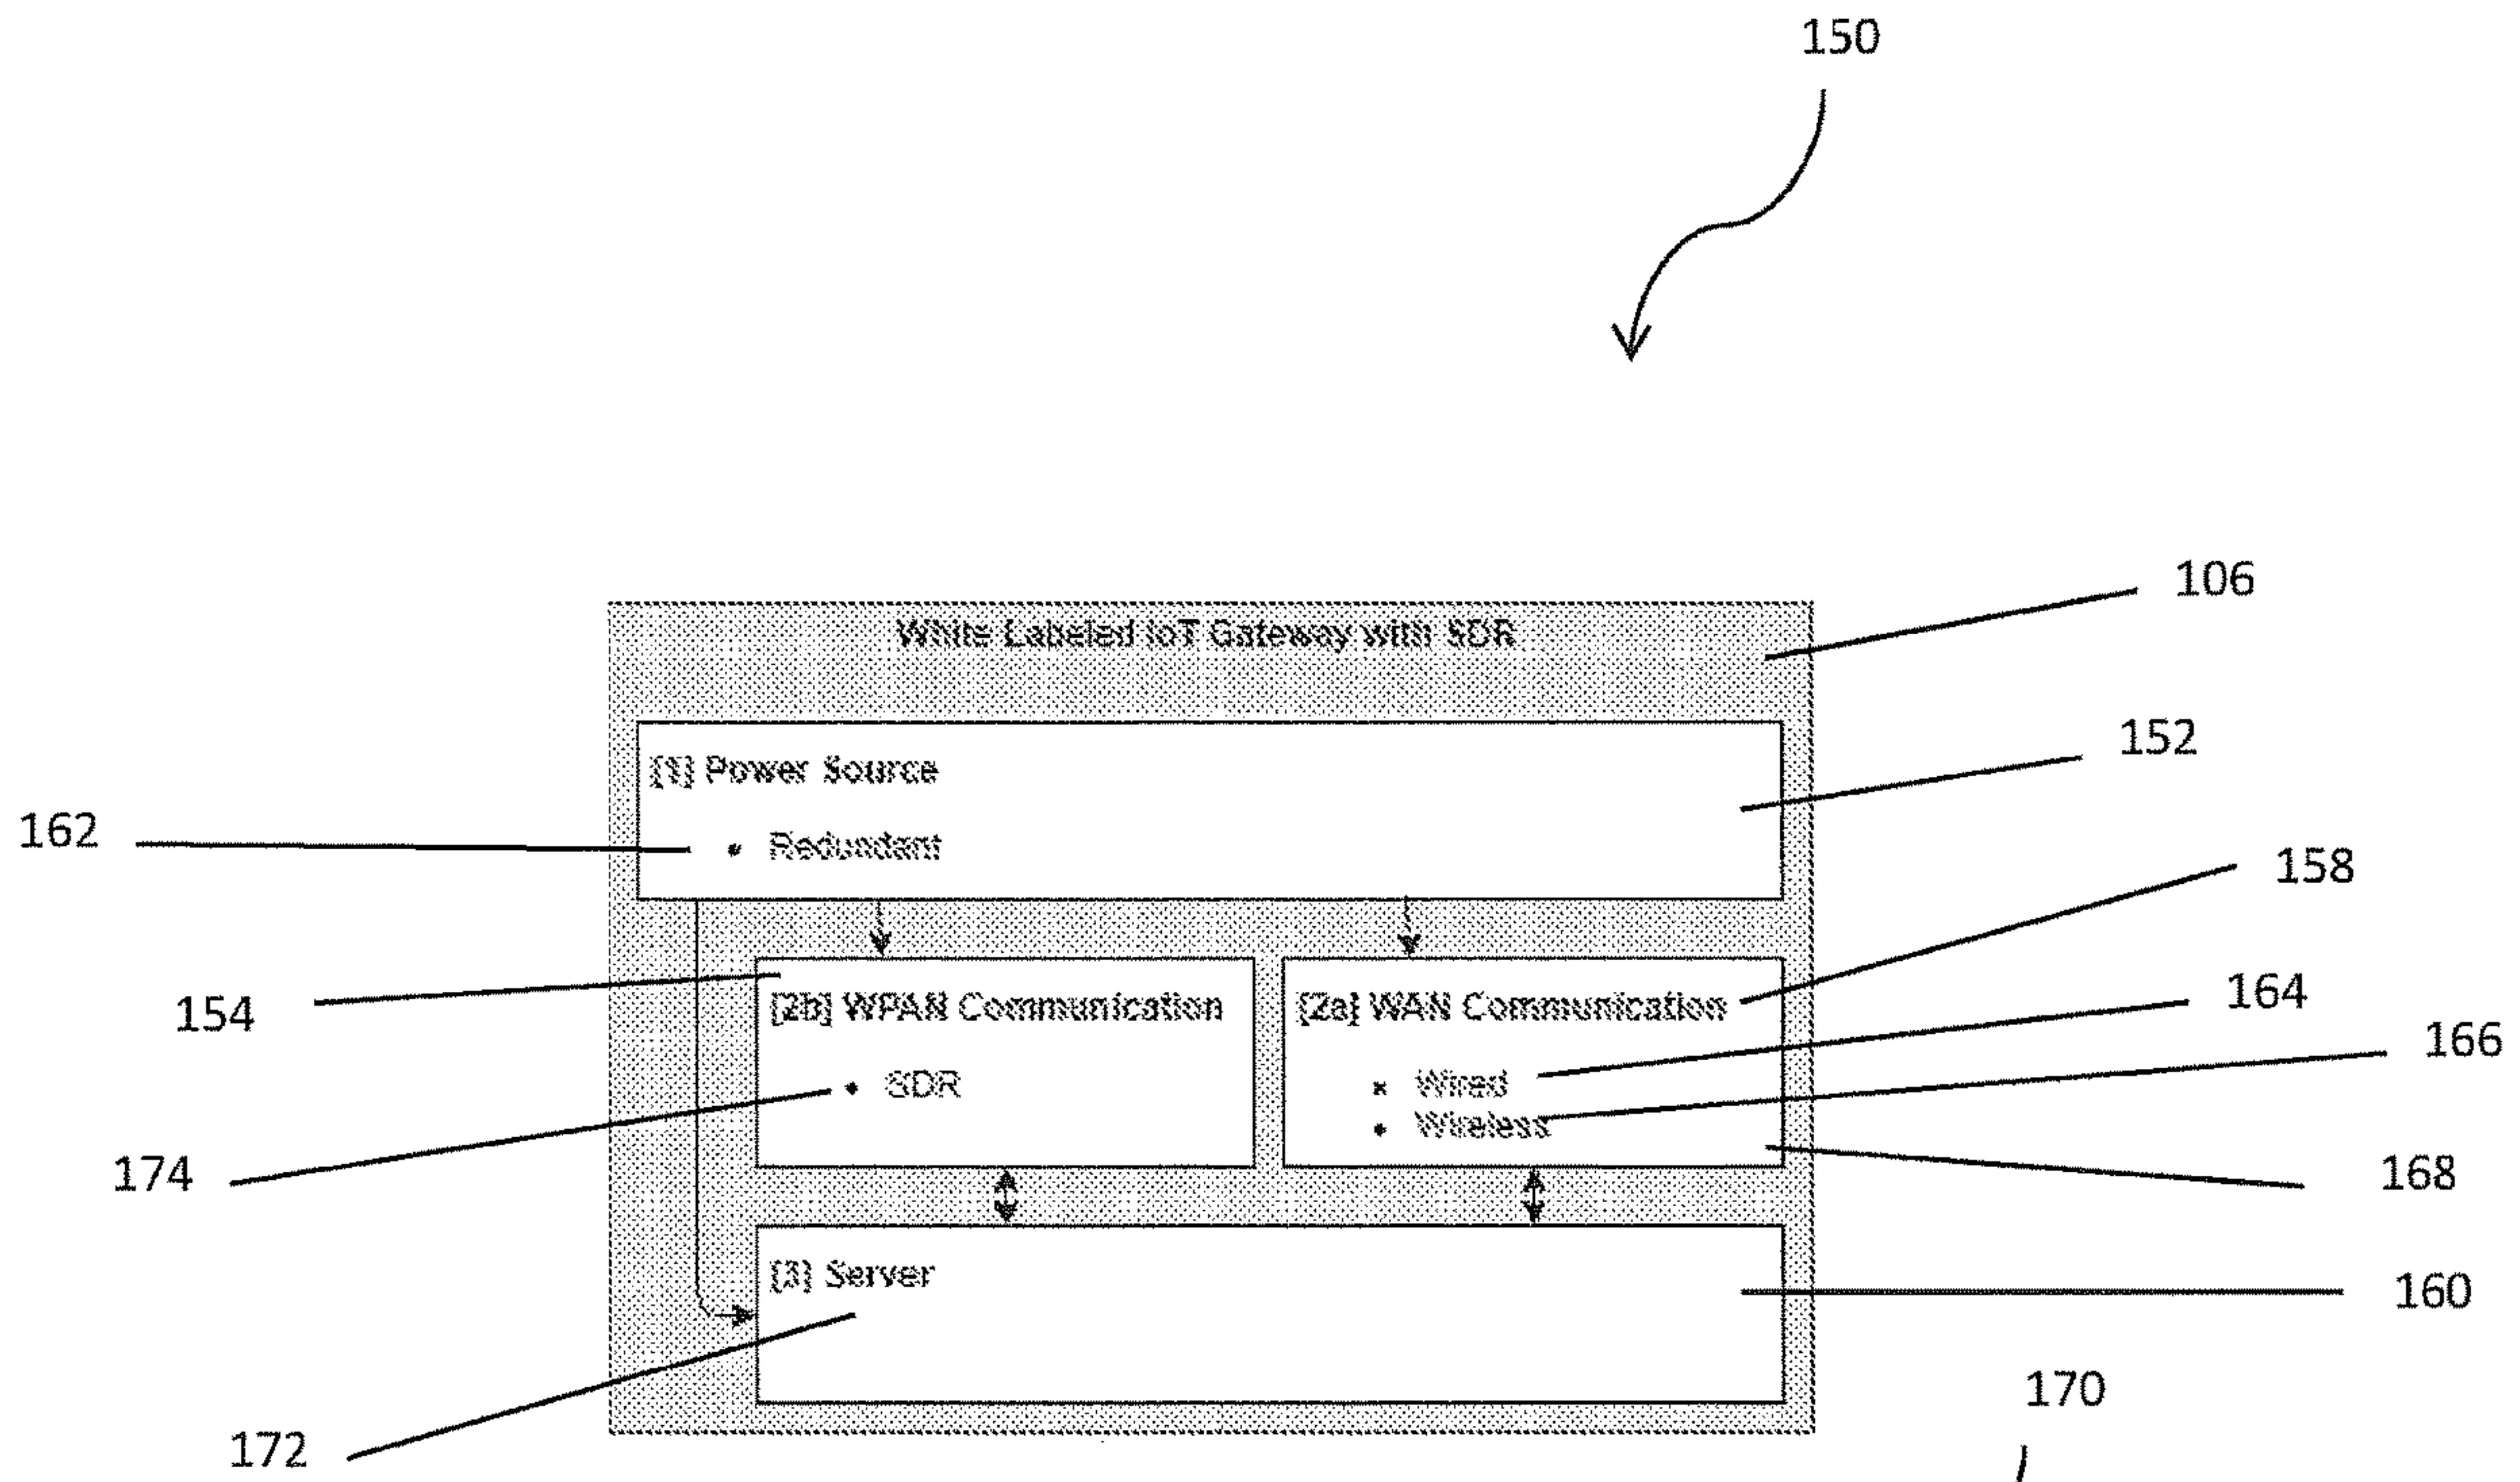 150
106
White Labeled IoT Gateway with SDR
152
[1] Power Source
162
• Redundant
158
154
[2b] WPAN Communication
[2a] WAN Communication
164
166
• SDR
• Wired
• Wireless
174
168
[3] Server
160
170
172